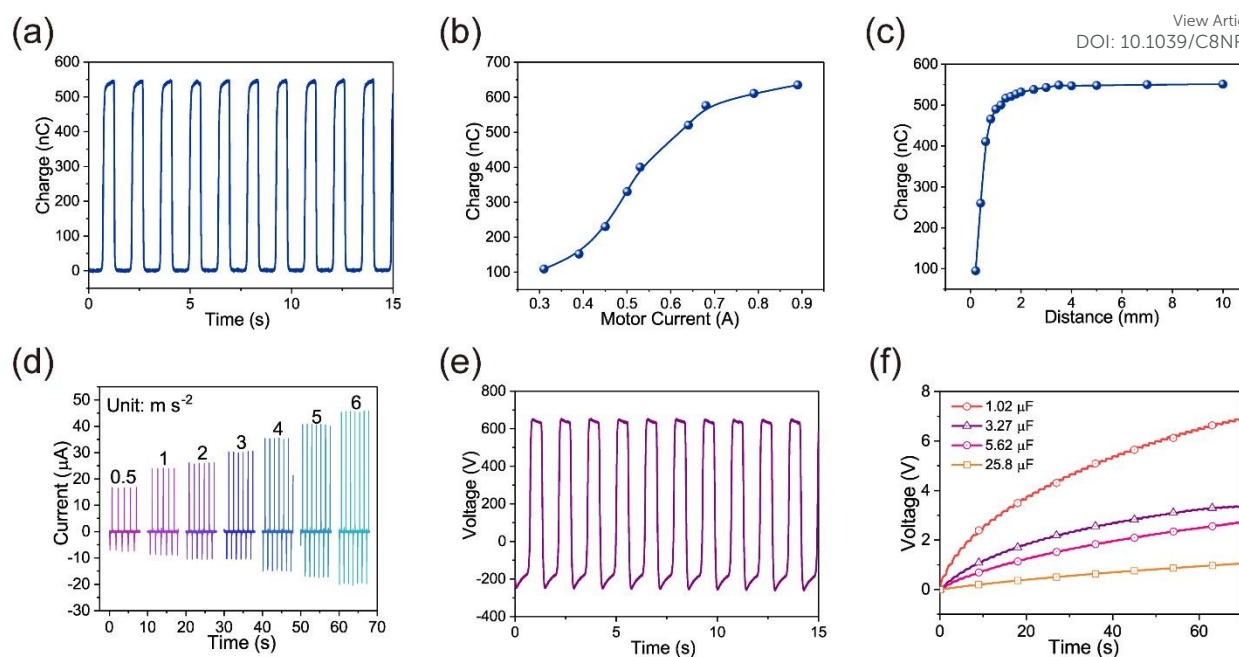 View Artic
DOI: 10.1039/C8NR
(a)
600
500
400
300
200
100
0
Charge (nC)
0 5 10 15
Time (s)
(b)
700
600
500
400
300
200
100
Charge (nC)
0.3 0.4 0.5 0.6 0.7 0.8 0.9
Motor Current (A)
(c)
600
500
400
300
200
100
Charge (nC)
0 2 4 6 8 10
Distance (mm)
(d)
50
40
30
20
10
0
10
-20
-30
Current (μA)
Unit: m s⁻²
0.5 1 2 3 4 5 6
0 10 20 30 40 50 60 70
Time (s)
(e)
800
600
400
200
0
-200
-400
Voltage (V)
0 5 10 15
Time (s)
(f)
8
6
4
2
0
Voltage (V)
1.02 μF
3.27 μF
5.62 μF
25.8 μF
0 20 40 60
Time (s)